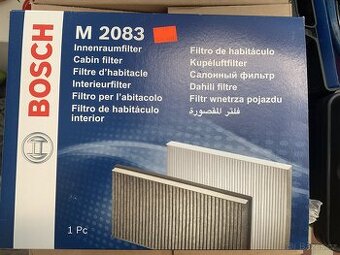 BOSCH
M 2083
Innenraumfilter
Cabin filter
Filtre d'habitacle
Interieurfilter
Filtro per l'abitacolo
Filtro de habitáculo
interior
Filtro de habitáculo
Kupéluftfilter
Салонный фильтр
Dahili filtre
Filtr wnętrza pojazdu
فلتر المقصورة
1 Pc